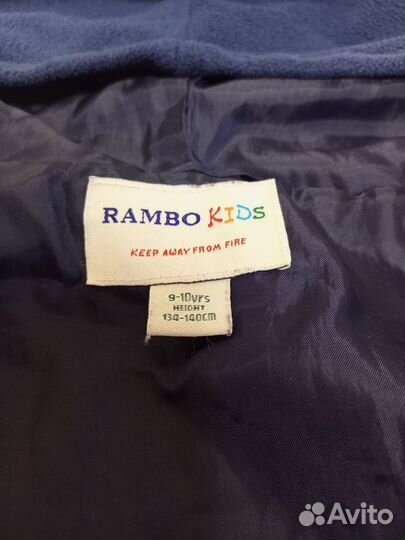 RAMBO KIDS
KEEP AWAY FROM FIRE
9-10yrs
HEIGHT
134-140CM
Avito